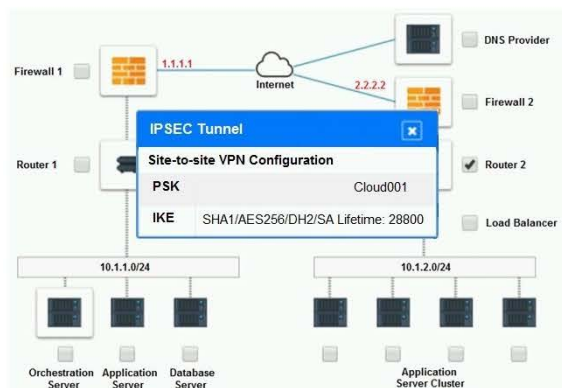 DNS Provider
Firewall 1
1.1.1.1
Internet
2.2.2.2
Firewall 2
IPSEC Tunnel
Site-to-site VPN Configuration
Router 1
Router 2
PSK Cloud001
IKE SHA1/AES256/DH2/SA Lifetime: 28800
Load Balancer
10.1.1.0/24
10.1.2.0/24
Orchestration Server
Application Server
Database Server
Application
Server Cluster